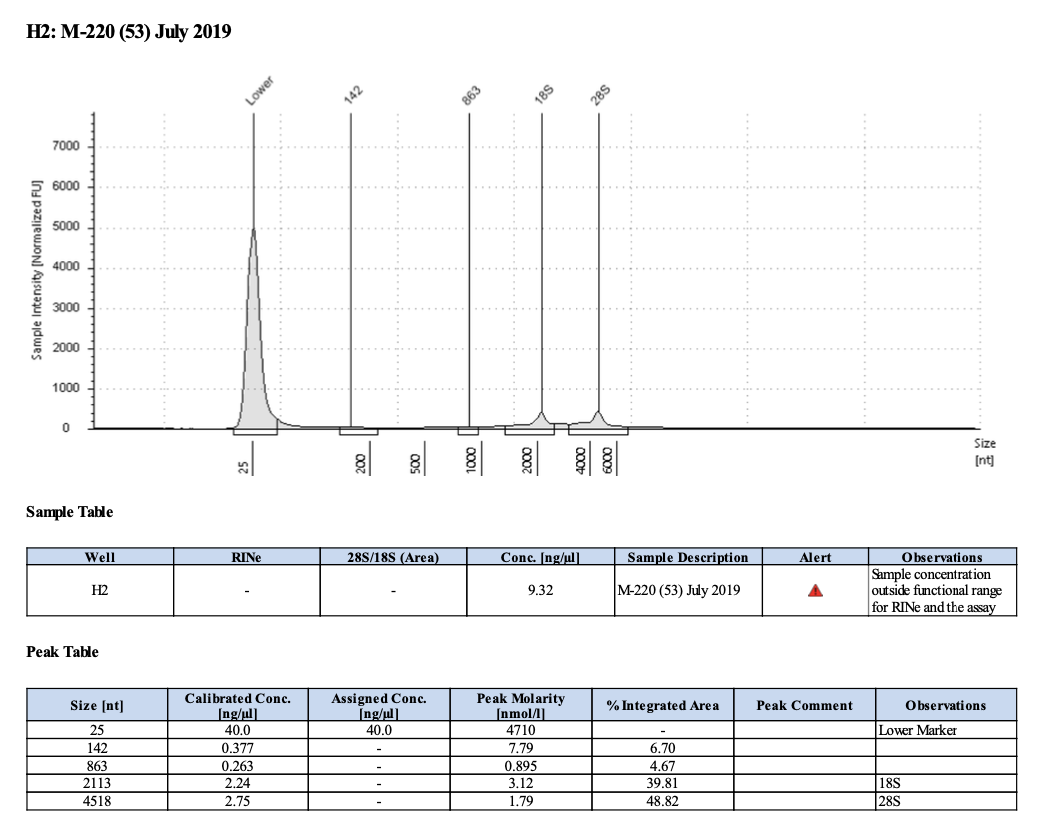 H2: M-220 (53) July 2019
Lower
142
863
18S
28S
7000
6000
5000
4000
3000
2000
1000
0
Sample Intensity [Normalized FU]
25
200
500
1000
2000
4000
6000
Size
[nt]
Sample Table
Well RINe 28S/18S (Area) Conc. [ng/µl] Sample Description Alert Observations
H2 - - 9.32 M-220 (53) July 2019 Sample concentration
outside functional range
for RINe and the assay
Peak Table
Size [nt] Calibrated Conc. [ng/µl] Assigned Conc. [ng/µl] Peak Molarity [nmol/l] % Integrated Area Peak Comment Observations
25 40.0 40.0 4710 - Lower Marker
142 0.377 - 7.79 6.70
863 0.263 - 0.895 4.67
2113 2.24 - 3.12 39.81 18S
4518 2.75 - 1.79 48.82 28S